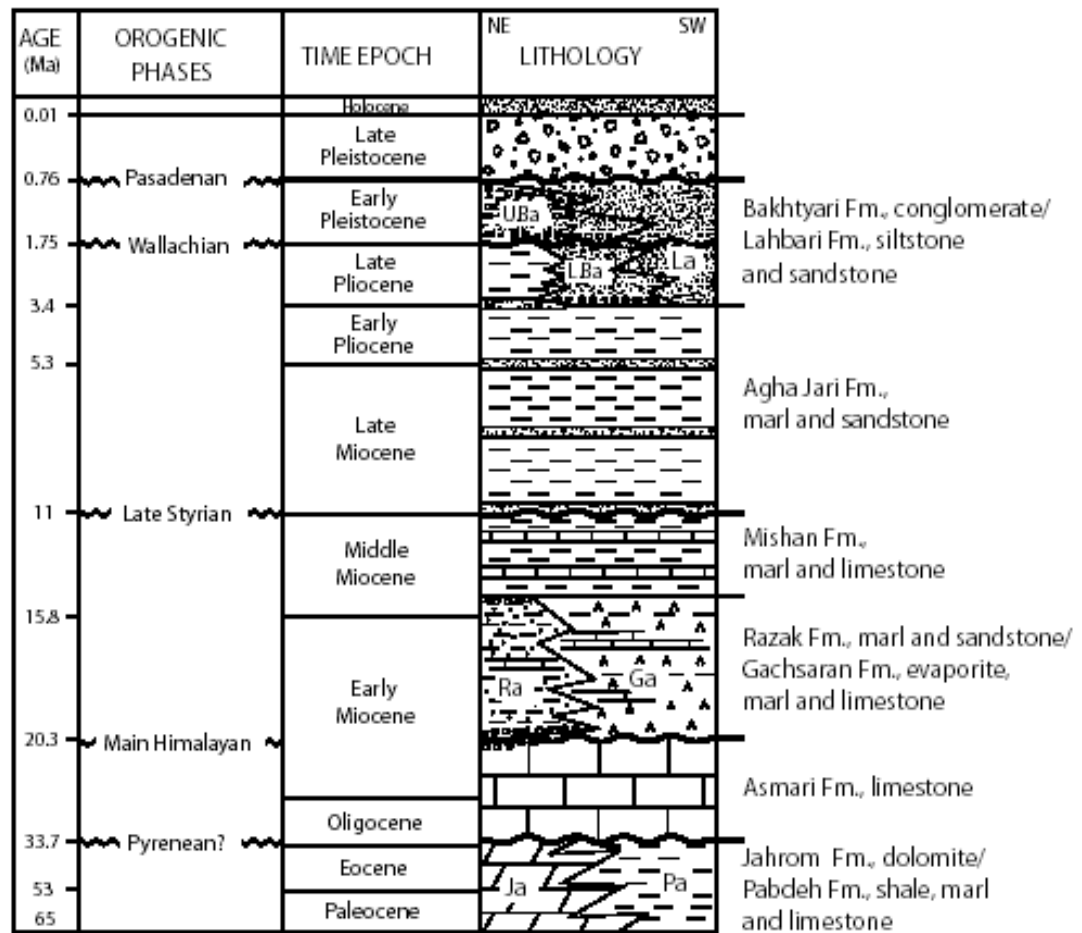 AGE
(Ma)
OROGENIC
PHASES
TIME EPOCH
NE
SW
LITHOLOGY
Holocene
0.01
Late
Pleistocene
0.76
Pasadenan
Early
Pleistocene
UBa
Bakhtyari Fm., conglomerate/
Lahbari Fm., siltstone
and sandstone
1.75
Wallachian
Late
Pliocene
LBa
La
3.4
Early
Pliocene
5.3
Late
Miocene
Agha Jari Fm.,
marl and sandstone
11
Late Styrian
Middle
Miocene
Mishan Fm.,
marl and limestone
15.8
Early
Miocene
Ra
Ga
Razak Fm., marl and sandstone/
Gachsaran Fm., evaporite,
marl and limestone
20.3
Main Himalayan
Asmari Fm., limestone
Oligocene
33.7
Pyrenean?
Eocene
Ja
Pa
Jahrom Fm., dolomite/
Pabdeh Fm., shale, marl
and limestone
53
Paleocene
65